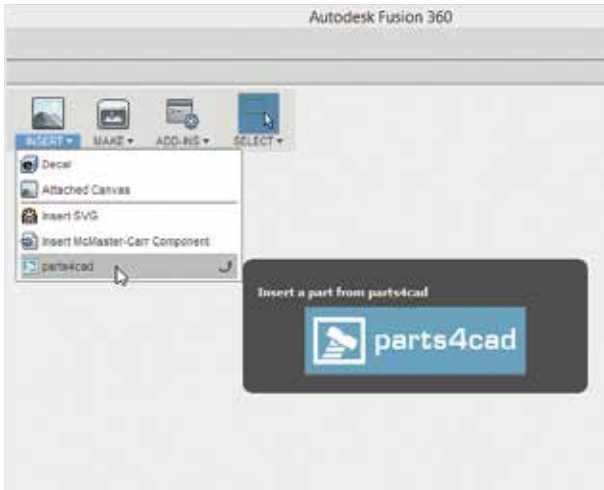 Autodesk Fusion 360
INSERT ▾ MAKE ▾ ADD-INS ▾ SELECT ▾
Decal
Attached Canvas
Insert SVG
Insert McMaster-Carr Component
parts4cad
Insert a part from parts4cad
parts4cad